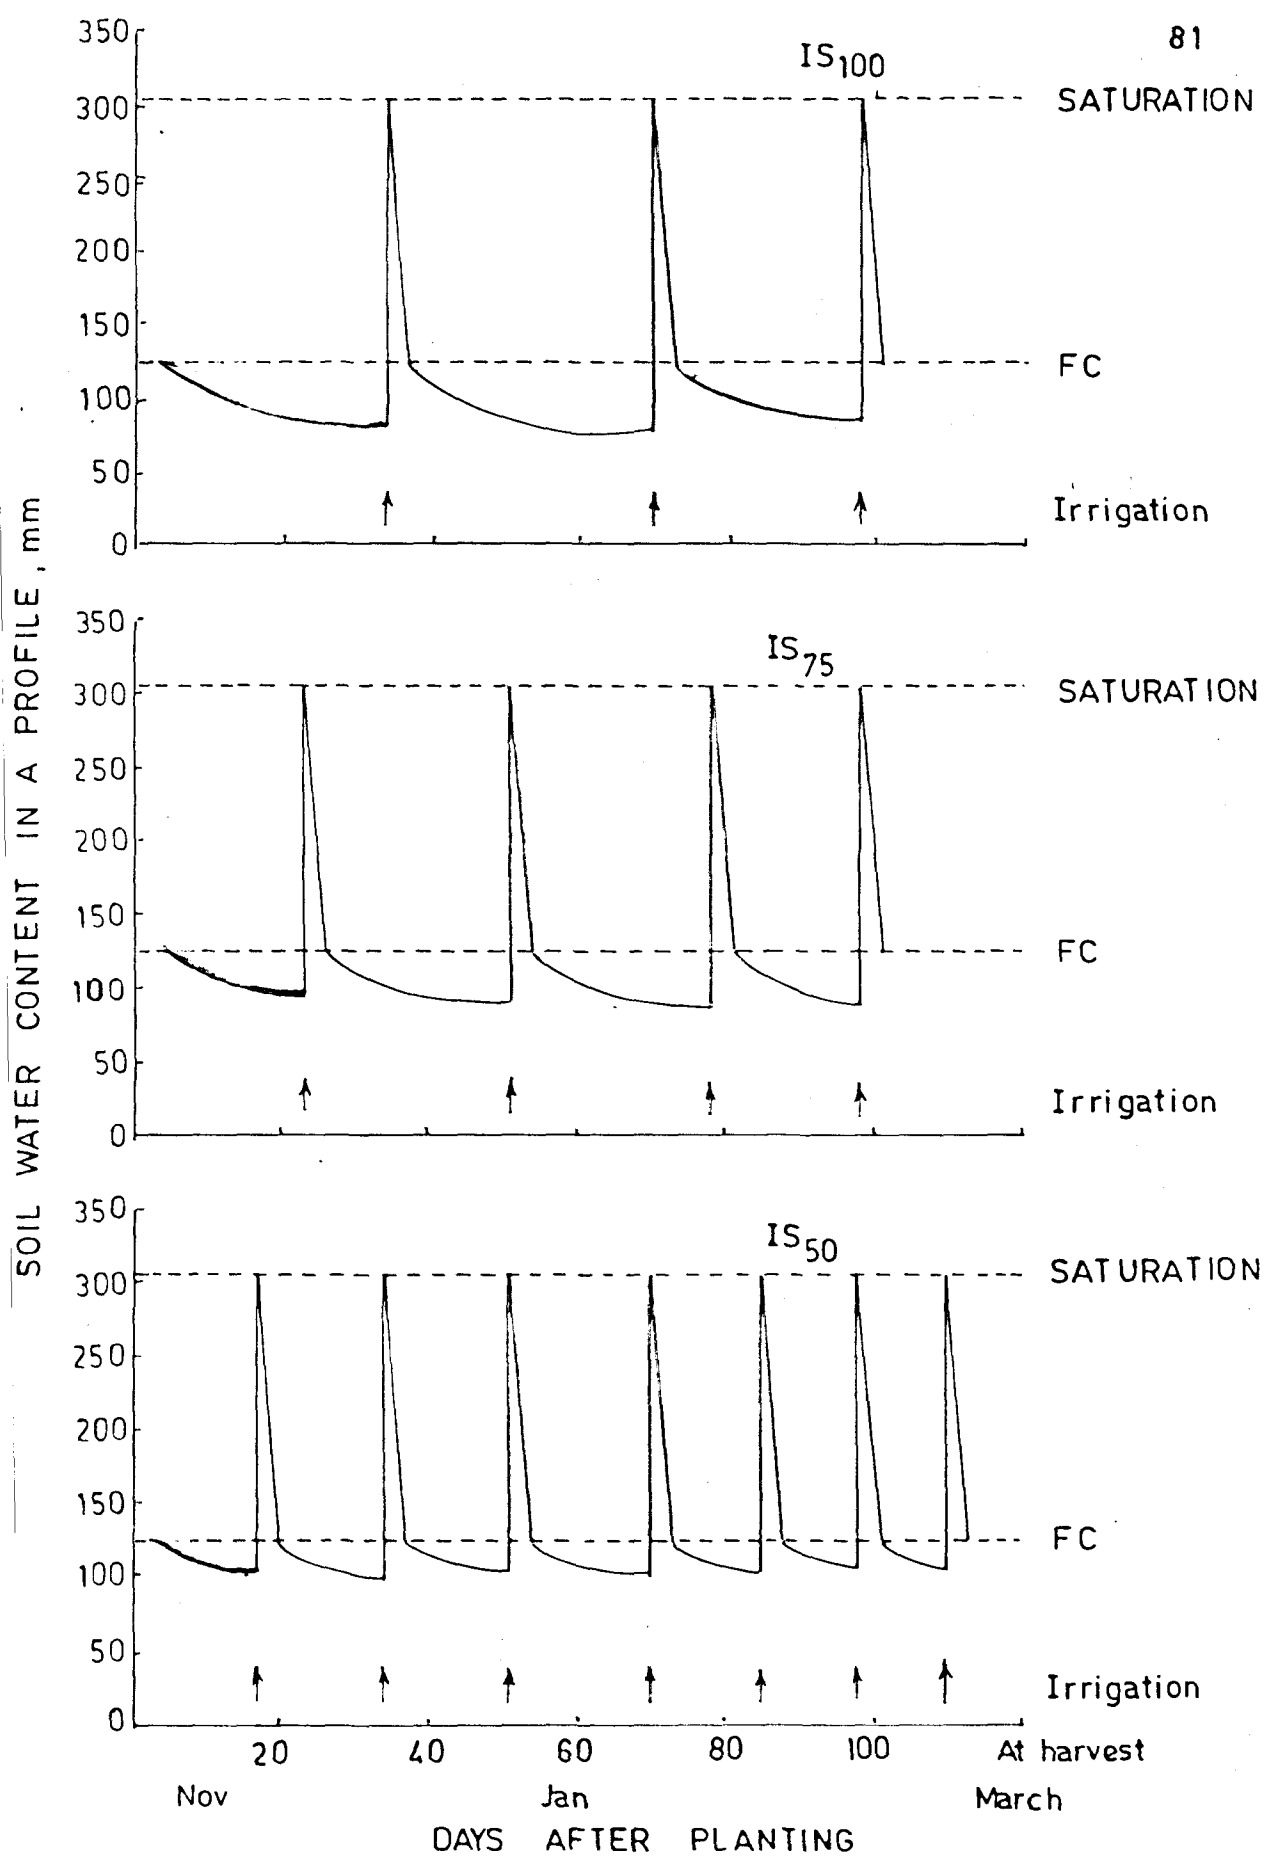 81
IS100
350
300
250
200
150
100
50
0
SATURATION
FC
Irrigation
IS75
350
300
250
200
150
100
50
0
SATURATION
FC
Irrigation
IS50
350
300
250
200
150
100
50
0
SATURATION
FC
Irrigation
20 40 60 80 100 At harvest
Nov Jan March
DAYS AFTER PLANTING
SOIL WATER CONTENT IN A PROFILE, mm